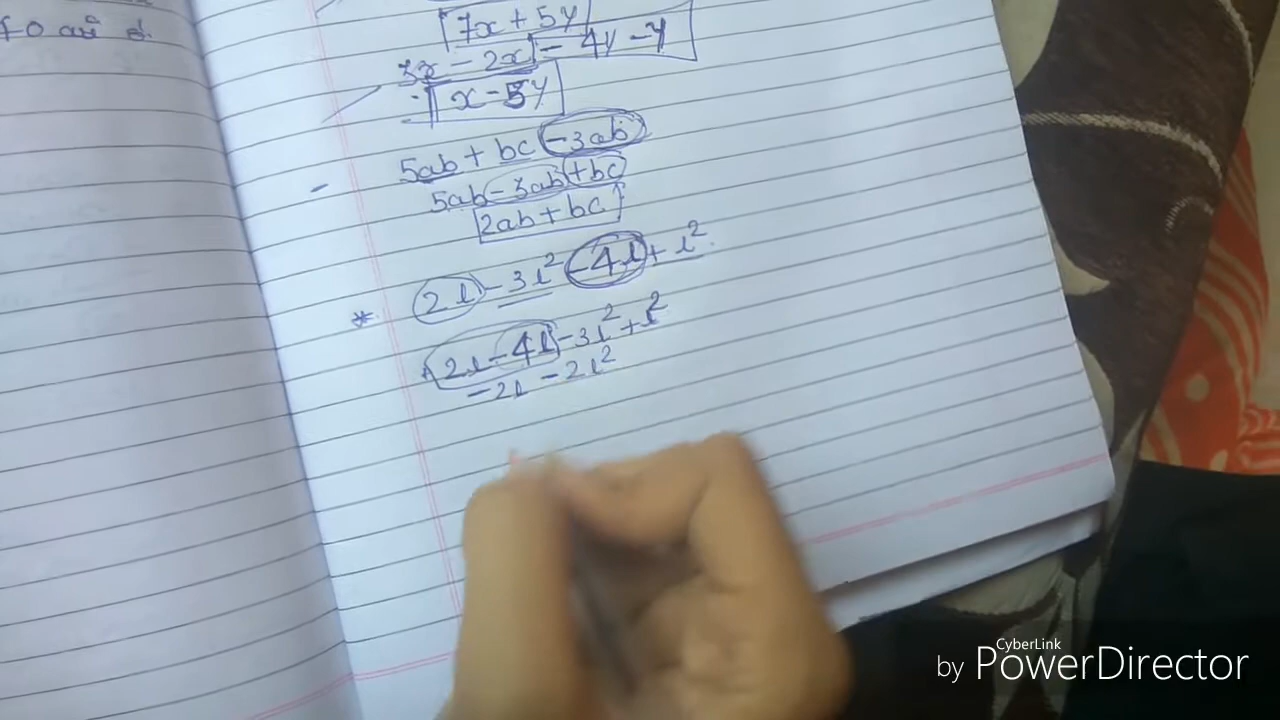 7x + 5y
3x - 2x - 4y - y
x - 5y
5ab + bc - 3ab
5ab - 3ab + bc
2ab + bc
* 2l - 3l² - 4l + l²
2l - 4l - 3l² + l²
- 2l - 2l²
CyberLink
by PowerDirector